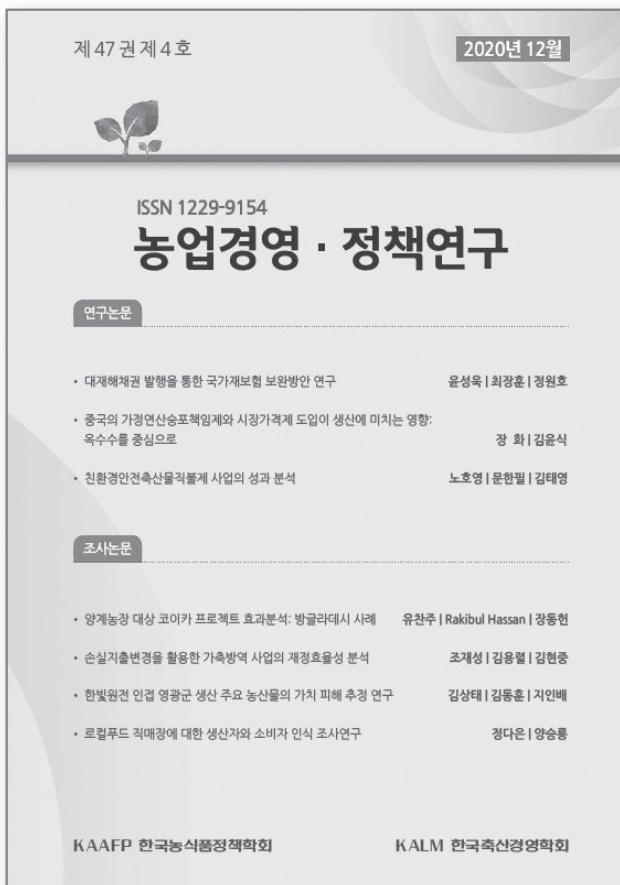 제 47 권 제 4 호
2020년 12월
ISSN 1229-9154
농업경영 · 정책연구
연구논문
• 대재해채권 발행을 통한 국가재보험 보완방안 연구 윤성욱 | 최장훈 | 정원호
• 중국의 가정연산승포책임제와 시장가격제 도입이 생산에 미치는 영향:
옥수수를 중심으로 장 화 | 김윤식
• 친환경안전축산물직불제 사업의 성과 분석 노호영 | 문한필 | 김태영
조사논문
• 양계농장 대상 코이카 프로젝트 효과분석: 방글라데시 사례 유찬주 | Rakibul Hassan | 장동헌
• 손실지출변경을 활용한 가축방역 사업의 재정효율성 분석 조재성 | 김용렬 | 김현중
• 한빛원전 인접 영광군 생산 주요 농산물의 가치 피해 추정 연구 김상태 | 김동훈 | 지인배
• 로컬푸드 직매장에 대한 생산자와 소비자 인식 조사연구 정다은 | 양승룡
KAAFP 한국농식품정책학회 KALM 한국축산경영학회